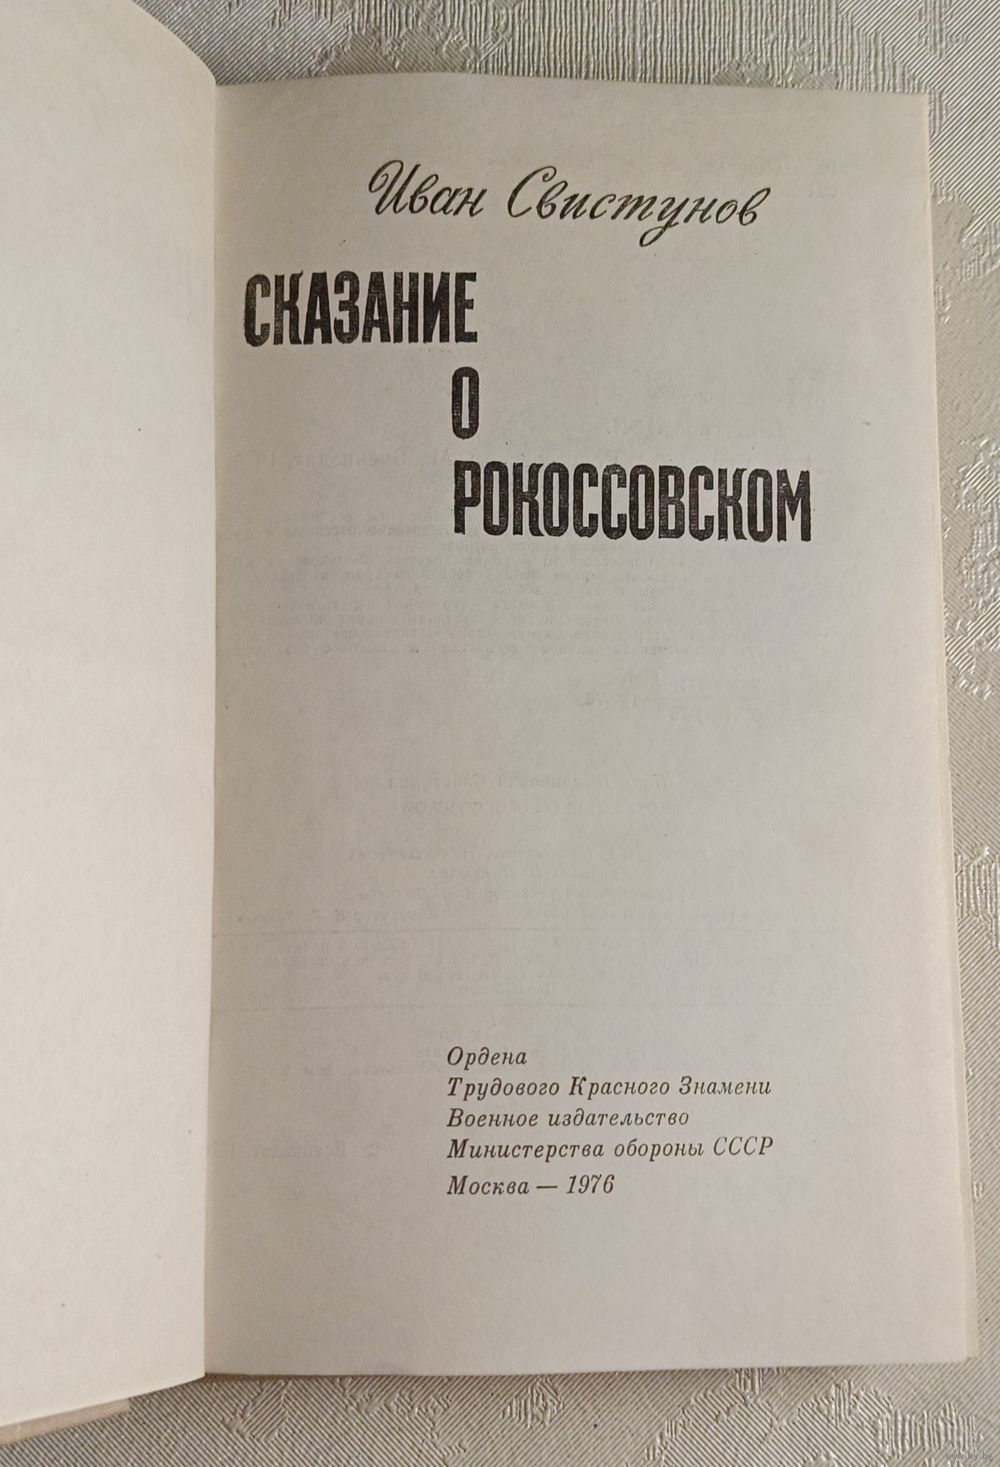 Иван Свистунов
СКАЗАНИЕ
О
РОКОССОВСКОМ
Ордена
Трудового Красного Знамени
Военное издательство
Министерства обороны СССР
Москва — 1976